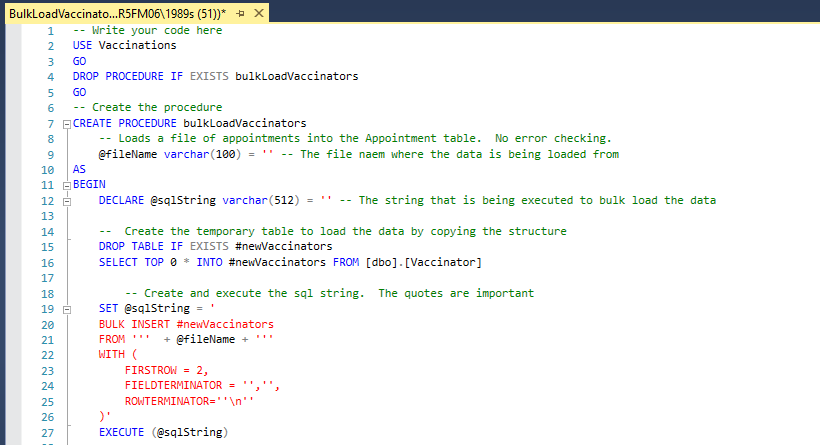 BulkLoadVaccinato...R5FM06\1989s (51))*
1 -- Write your code here
2 USE Vaccinations
3 GO
4 DROP PROCEDURE IF EXISTS bulkLoadVaccinators
5 GO
6 -- Create the procedure
7 CREATE PROCEDURE bulkLoadVaccinators
8 -- Loads a file of appointments into the Appointment table.  No error checking.
9 @fileName varchar(100) = '' -- The file naem where the data is being loaded from
10 AS
11 BEGIN
12 DECLARE @sqlString varchar(512) = '' -- The string that is being executed to bulk load the data
13
14 --  Create the temporary table to load the data by copying the structure
15 DROP TABLE IF EXISTS #newVaccinators
16 SELECT TOP 0 * INTO #newVaccinators FROM [dbo].[Vaccinator]
17
18 -- Create and execute the sql string.  The quotes are important
19 SET @sqlString = '
20 BULK INSERT #newVaccinators
21 FROM '''  + @fileName + '''
22 WITH (
23 FIRSTROW = 2,
24 FIELDTERMINATOR = '','',
25 ROWTERMINATOR=''\n''
26 )'
27 EXECUTE (@sqlString)